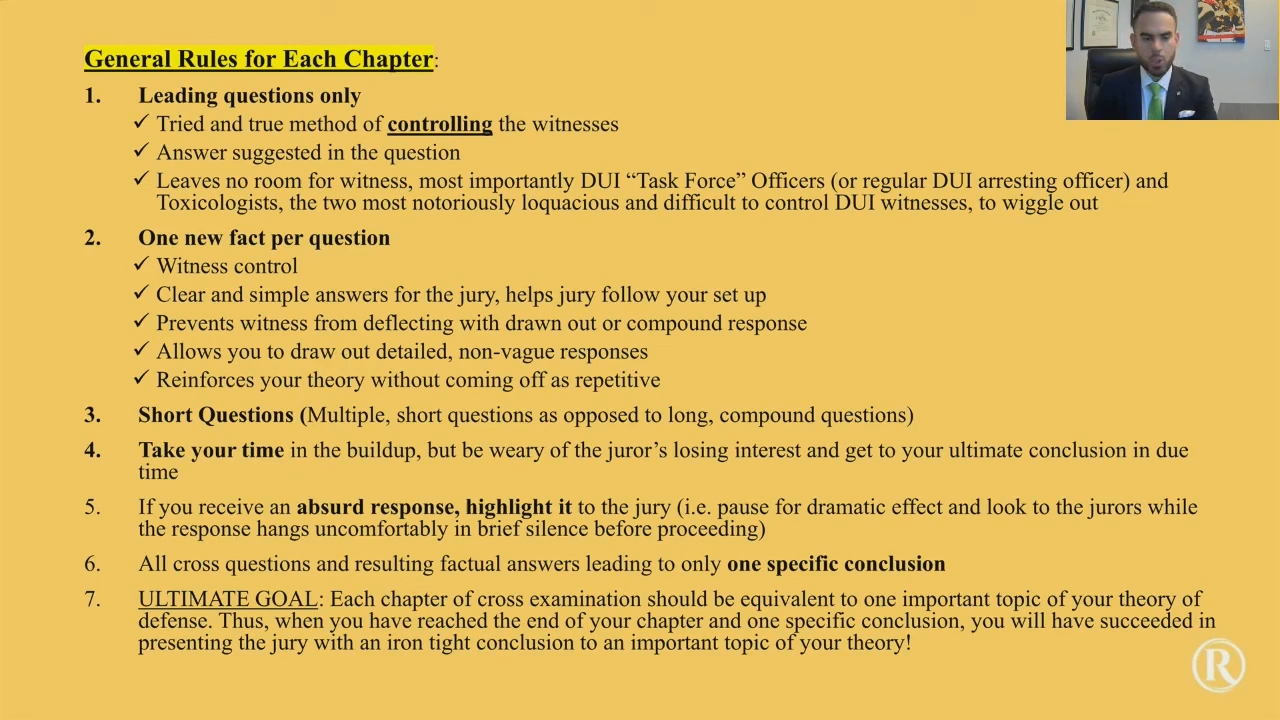 General Rules for Each Chapter:
1. Leading questions only
✓ Tried and true method of controlling the witnesses
✓ Answer suggested in the question
✓ Leaves no room for witness, most importantly DUI “Task Force” Officers (or regular DUI arresting officer) and
Toxicologists, the two most notoriously loquacious and difficult to control DUI witnesses, to wiggle out
2. One new fact per question
✓ Witness control
✓ Clear and simple answers for the jury, helps jury follow your set up
✓ Prevents witness from deflecting with drawn out or compound response
✓ Allows you to draw out detailed, non-vague responses
✓ Reinforces your theory without coming off as repetitive
3. Short Questions (Multiple, short questions as opposed to long, compound questions)
4. Take your time in the buildup, but be weary of the juror’s losing interest and get to your ultimate conclusion in due
time
5. If you receive an absurd response, highlight it to the jury (i.e. pause for dramatic effect and look to the jurors while
the response hangs uncomfortably in brief silence before proceeding)
6. All cross questions and resulting factual answers leading to only one specific conclusion
7. ULTIMATE GOAL: Each chapter of cross examination should be equivalent to one important topic of your theory of
defense. Thus, when you have reached the end of your chapter and one specific conclusion, you will have succeeded in
presenting the jury with an iron tight conclusion to an important topic of your theory!
R